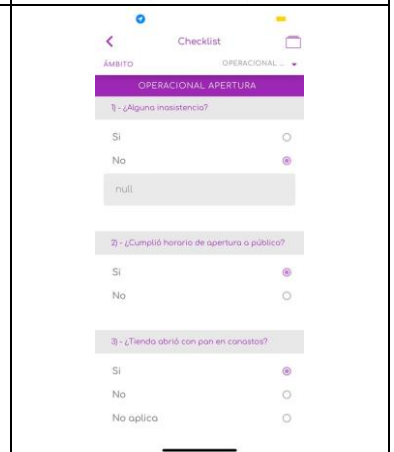 Checklist
ÁMBITO OPERACIONAL ...
OPERACIONAL APERTURA
1) - ¿Alguna inasistencia?
Si
No
null
2) - ¿Cumplió horario de apertura a público?
Si
No
3) - ¿Tienda abrió con pan en canastos?
Si
No
No aplica